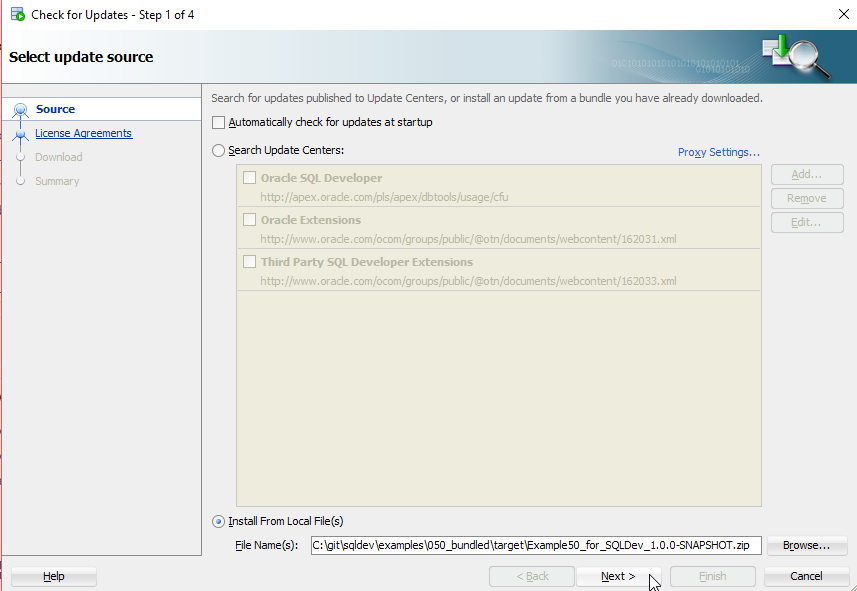 Check for Updates - Step 1 of 4
Select update source
01010101010101010101010101
01010101010
Source
License Agreements
Download
Summary
Search for updates published to Update Centers, or install an update from a bundle you have already downloaded.
Automatically check for updates at startup
Search Update Centers:
Proxy Settings...
Oracle SQL Developer
http://apex.oracle.com/pls/apex/dbtools/usage/cfu
Oracle Extensions
http://www.oracle.com/ocom/groups/public/@otn/documents/webcontent/162031.xml
Third Party SQL Developer Extensions
http://www.oracle.com/ocom/groups/public/@otn/documents/webcontent/162033.xml
Add...
Remove
Edit...
Install From Local File(s)
File Name(s): C:\git\sqldev\examples\050_bundled\target\Example50_for_SQLDev_1.0.0-SNAPSHOT.zip Browse...
Help < Back Next > Finish Cancel